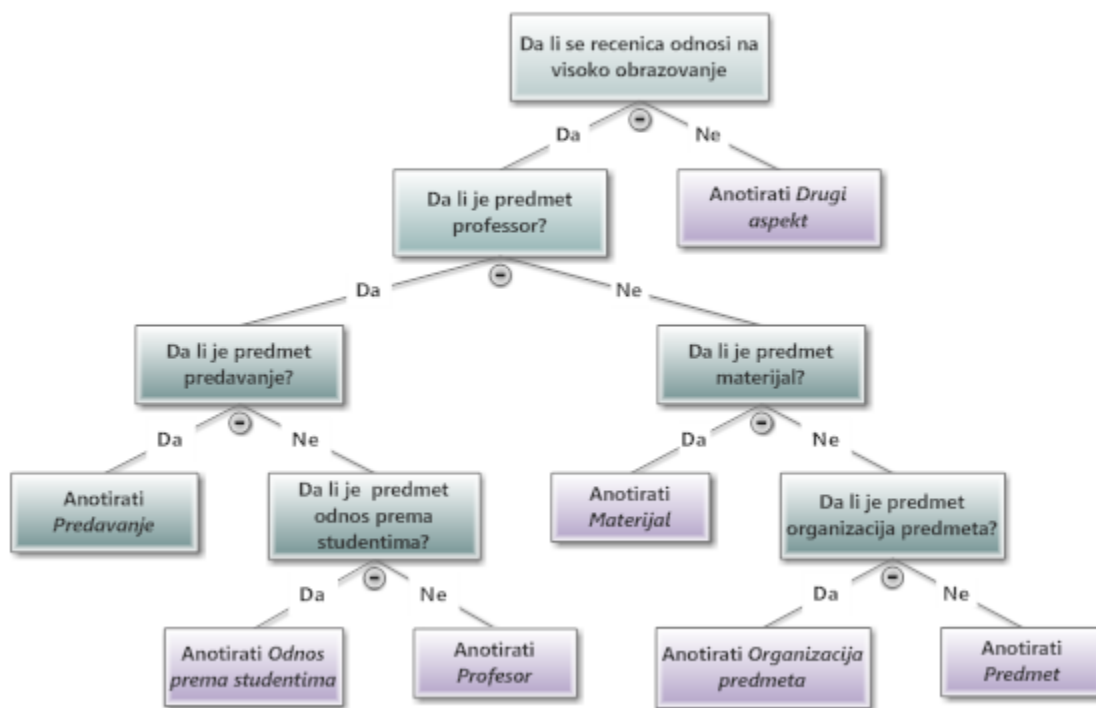 Da li se recenica odnosi na
visoko obrazovanje
Da
Ne
Da li je predmet
professor?
Anotirati Drugi
aspekt
Da
Ne
Da li je predmet
predavanje?
Da li je predmet
materijal?
Da
Ne
Da
Ne
Anotirati
Predavanje
Da li je predmet
odnos prema
studentima?
Anotirati
Materijal
Da li je predmet
organizacija predmeta?
Da
Ne
Da
Ne
Anotirati Odnos
prema studentima
Anotirati
Profesor
Anotirati Organizacija
predmeta
Anotirati
Predmet